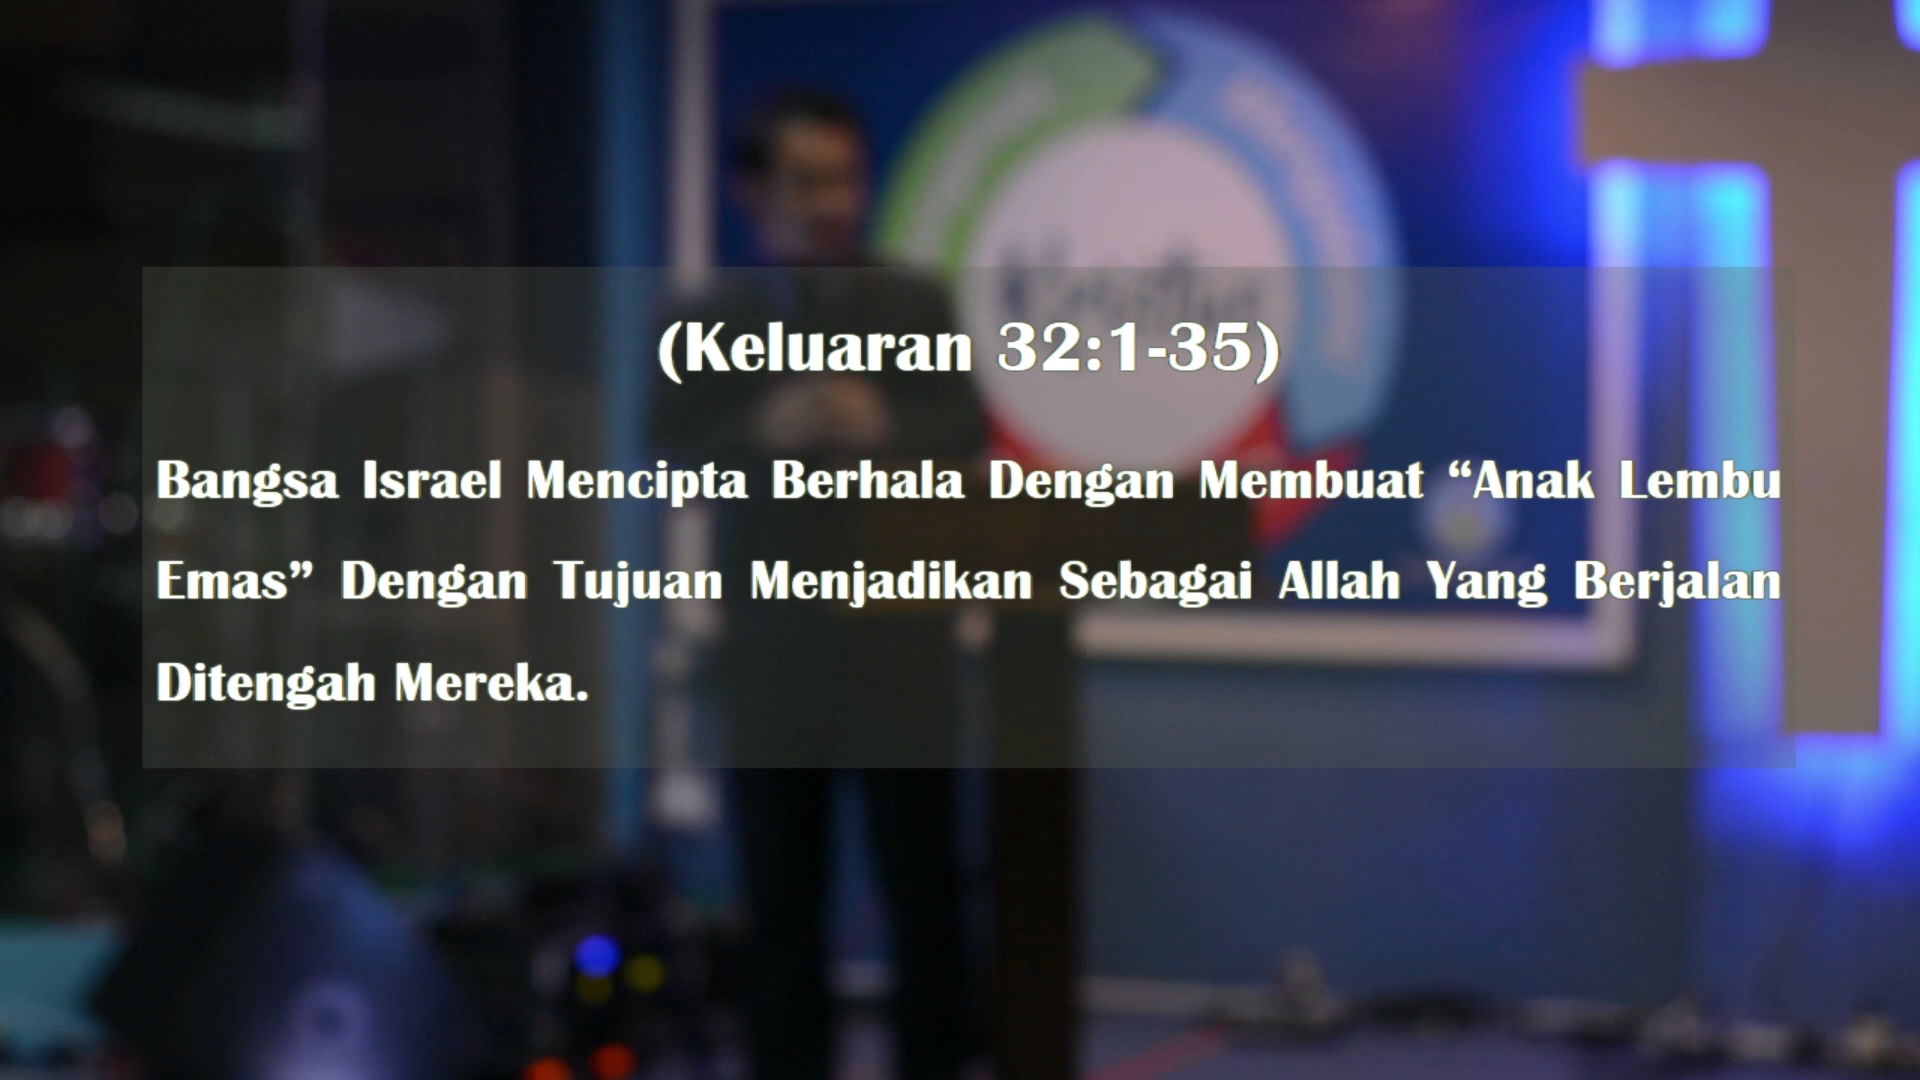 (Keluaran 32:1-35)
Bangsa Israel Mencipta Berhala Dengan Membuat “Anak Lembu
Emas” Dengan Tujuan Menjadikan Sebagai Allah Yang Berjalan
Ditengah Mereka.